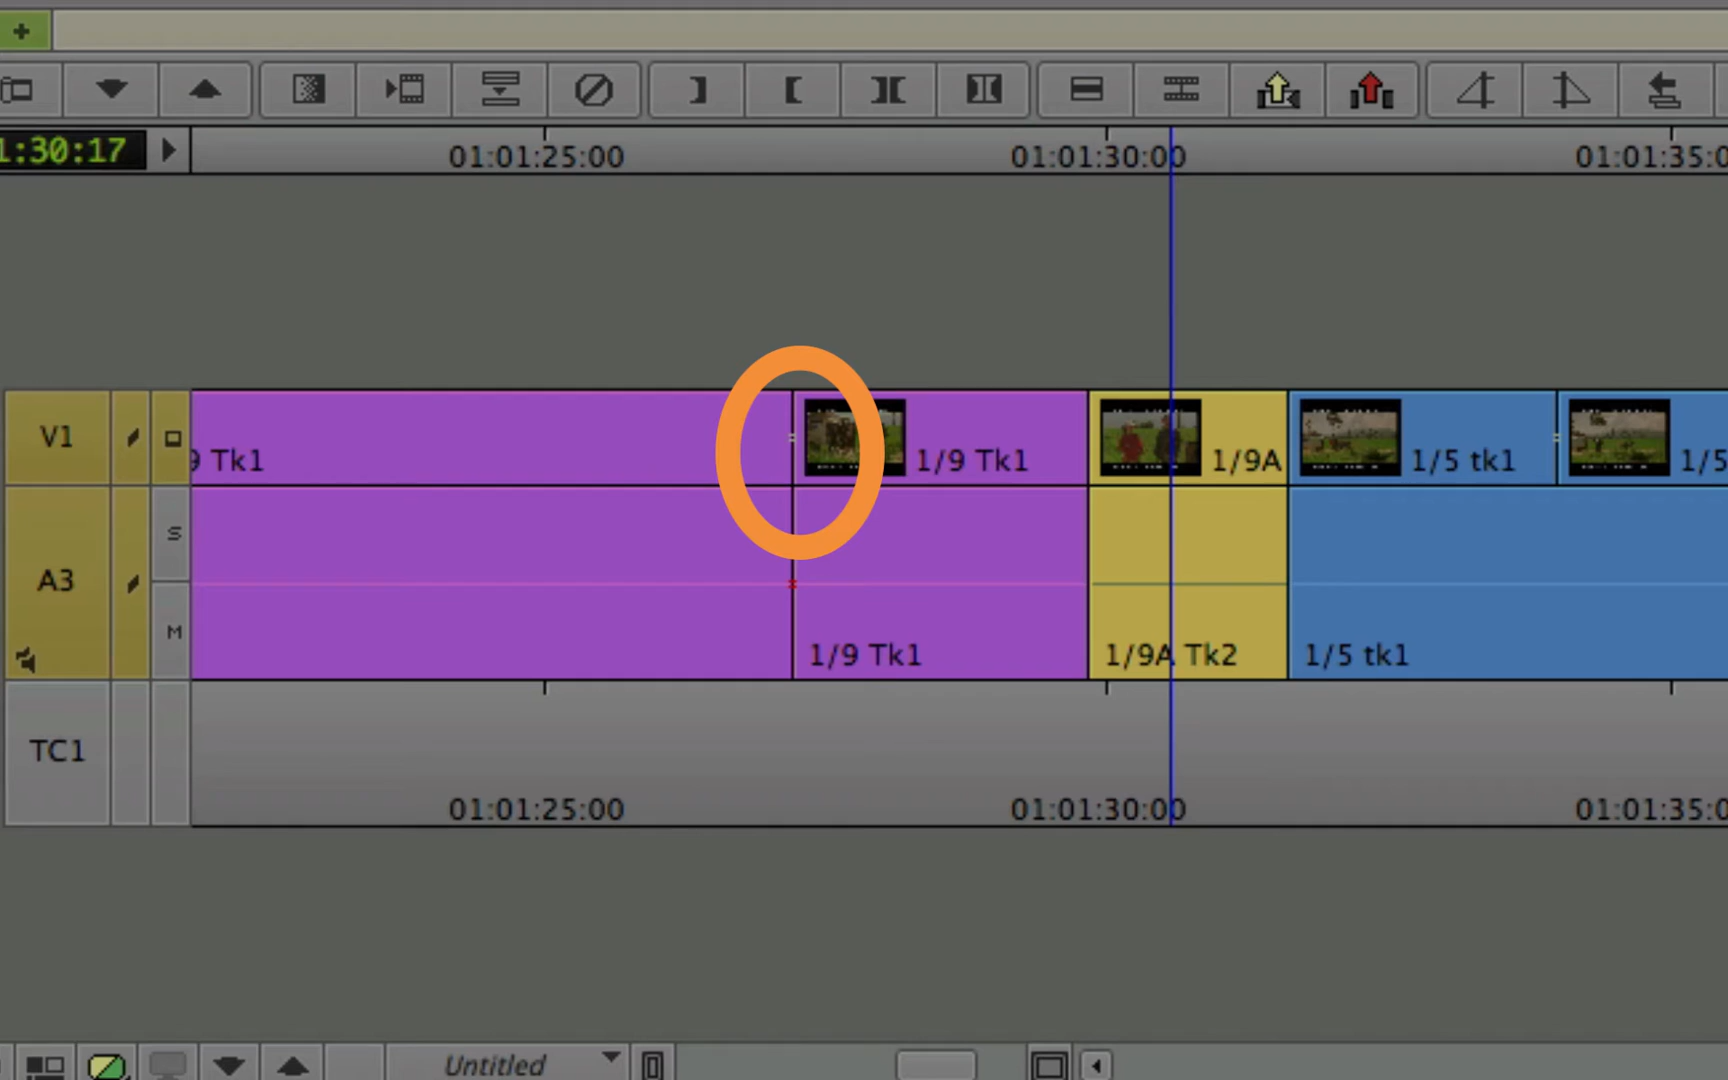 1:30:17
01:01:25:00 01:01:30:00 01:01:35:0
V1
9 Tk1 1/9 Tk1 1/9A 1/5 tk1 1/5
S
A3
M
1/9 Tk1 1/9A Tk2 1/5 tk1
TC1
01:01:25:00 01:01:30:00 01:01:35:0
Untitled